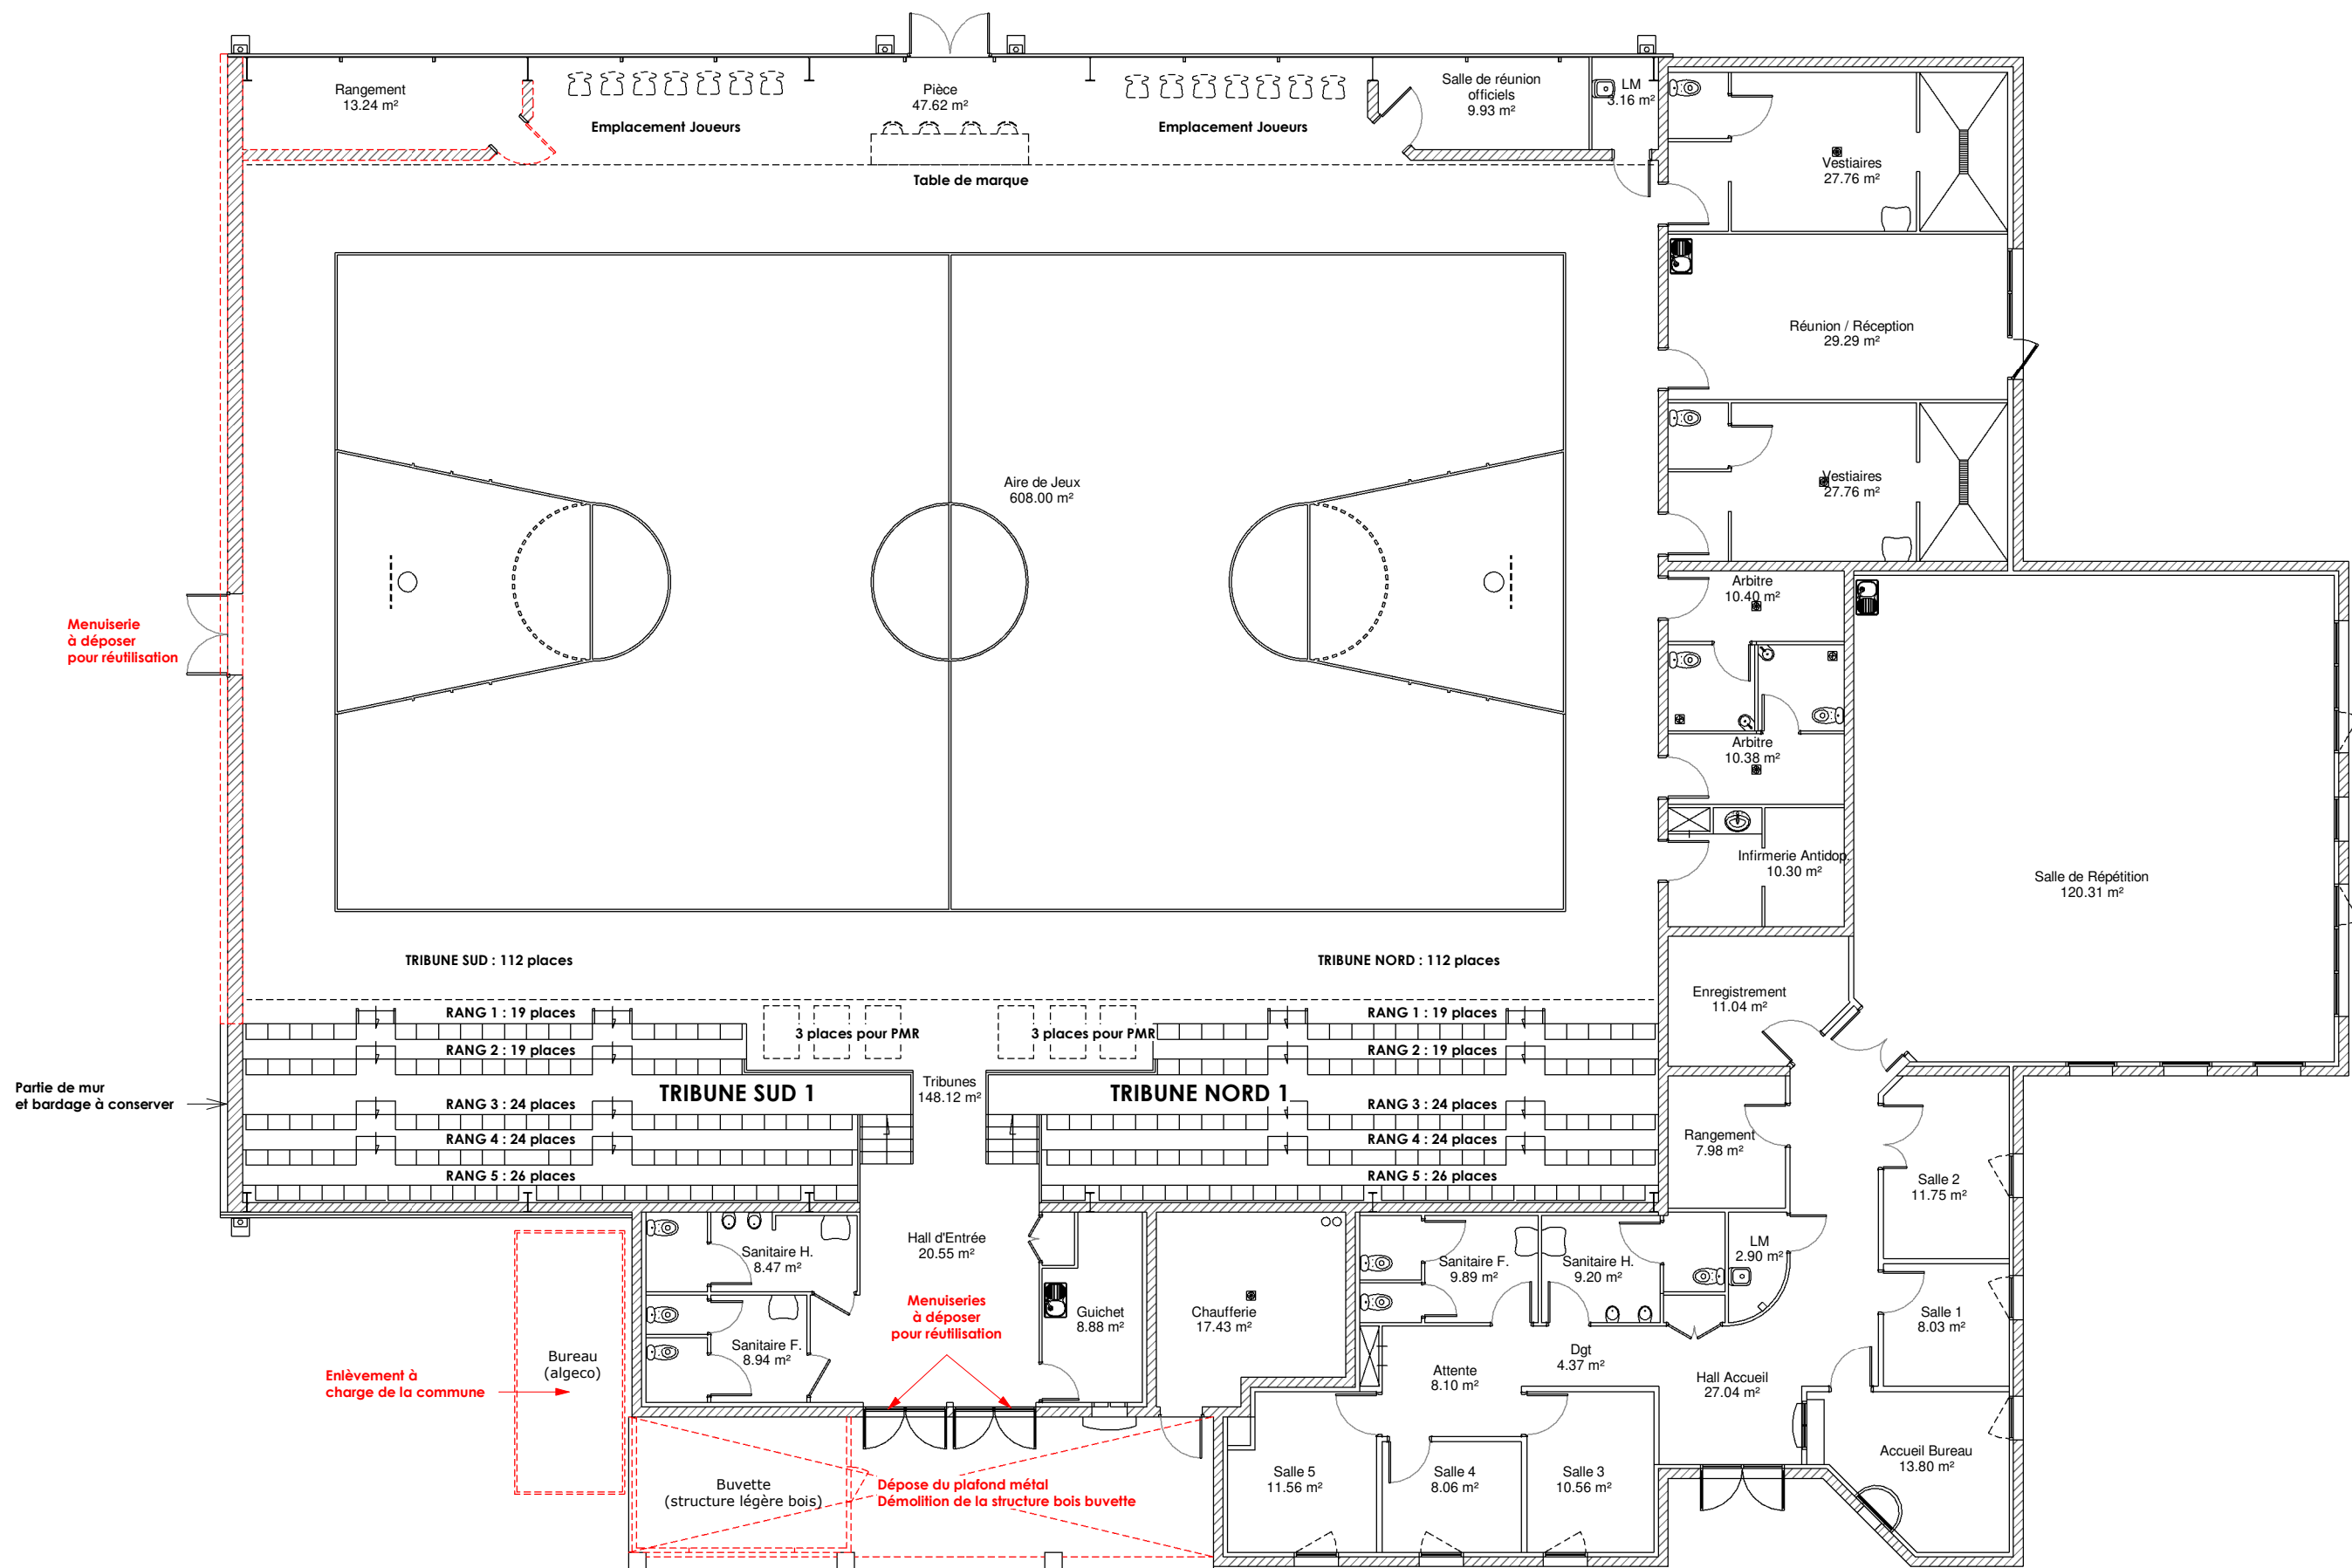 Rangement
13.24 m²
Emplacement Joueurs
Pièce
47.62 m²
Table de marque
Emplacement Joueurs
Salle de réunion
officiels
9.93 m²
LM
3.16 m²
Vestiaires
27.76 m²
Réunion / Réception
29.29 m²
Vestiaires
27.76 m²
Aire de Jeux
608.00 m²
Menuiserie
à déposer
pour réutilisation
Arbitre
10.40 m²
Arbitre
10.38 m²
Infirmerie Antidop.
10.30 m²
Salle de Répétition
120.31 m²
Enregistrement
11.04 m²
TRIBUNE SUD : 112 places
TRIBUNE NORD : 112 places
RANG 1 : 19 places
RANG 2 : 19 places
3 places pour PMR
3 places pour PMR
RANG 1 : 19 places
RANG 2 : 19 places
Partie de mur
et bardage à conserver
TRIBUNE SUD 1
Tribunes
148.12 m²
TRIBUNE NORD 1
RANG 3 : 24 places
RANG 4 : 24 places
RANG 5 : 26 places
RANG 3 : 24 places
RANG 4 : 24 places
RANG 5 : 26 places
Rangement
7.98 m²
Salle 2
11.75 m²
Sanitaire H.
8.47 m²
Hall d'Entrée
20.55 m²
Sanitaire F.
9.89 m²
Sanitaire H.
9.20 m²
LM
2.90 m²
Menuiseries
à déposer
pour réutilisation
Guichet
8.88 m²
Chaufferie
17.43 m²
Salle 1
8.03 m²
Sanitaire F.
8.94 m²
Bureau
(algeco)
Enlèvement à
charge de la commune
Attente
8.10 m²
Dgt
4.37 m²
Hall Accueil
27.04 m²
Accueil Bureau
13.80 m²
Buvette
(structure légère bois)
Dépose du plafond métal
Démolition de la structure bois buvette
Salle 5
11.56 m²
Salle 4
8.06 m²
Salle 3
10.56 m²